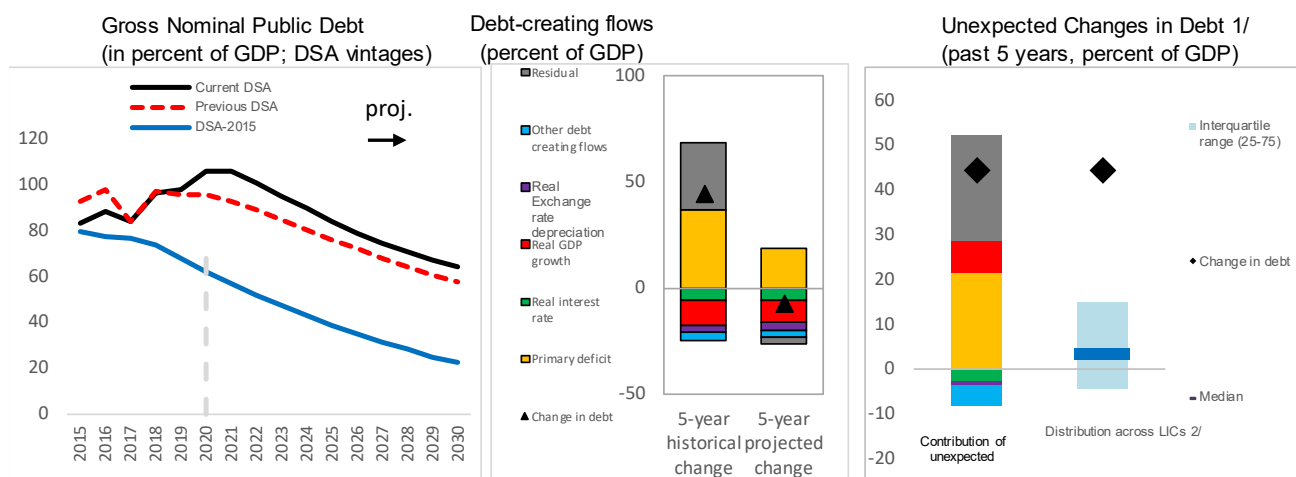 Gross Nominal Public Debt
(in percent of GDP; DSA vintages)
Current DSA
Previous DSA
DSA-2015
proj.
120
100
80
60
40
20
0
2015
2016
2017
2018
2019
2020
2021
2022
2023
2024
2025
2026
2027
2028
2029
2030
Debt-creating flows
(percent of GDP)
Residual
Other debt
creating flows
Real
Exchange
rate
depreciation
Real GDP
growth
Real interest
rate
Primary deficit
Change in debt
100
50
0
-50
5-year
historical
change
5-year
projected
change
Unexpected Changes in Debt 1/
(past 5 years, percent of GDP)
60
50
40
30
20
10
0
-10
-20
Interquartile
range (25-75)
Change in debt
Median
Contribution of
unexpected
Distribution across LICs 2/